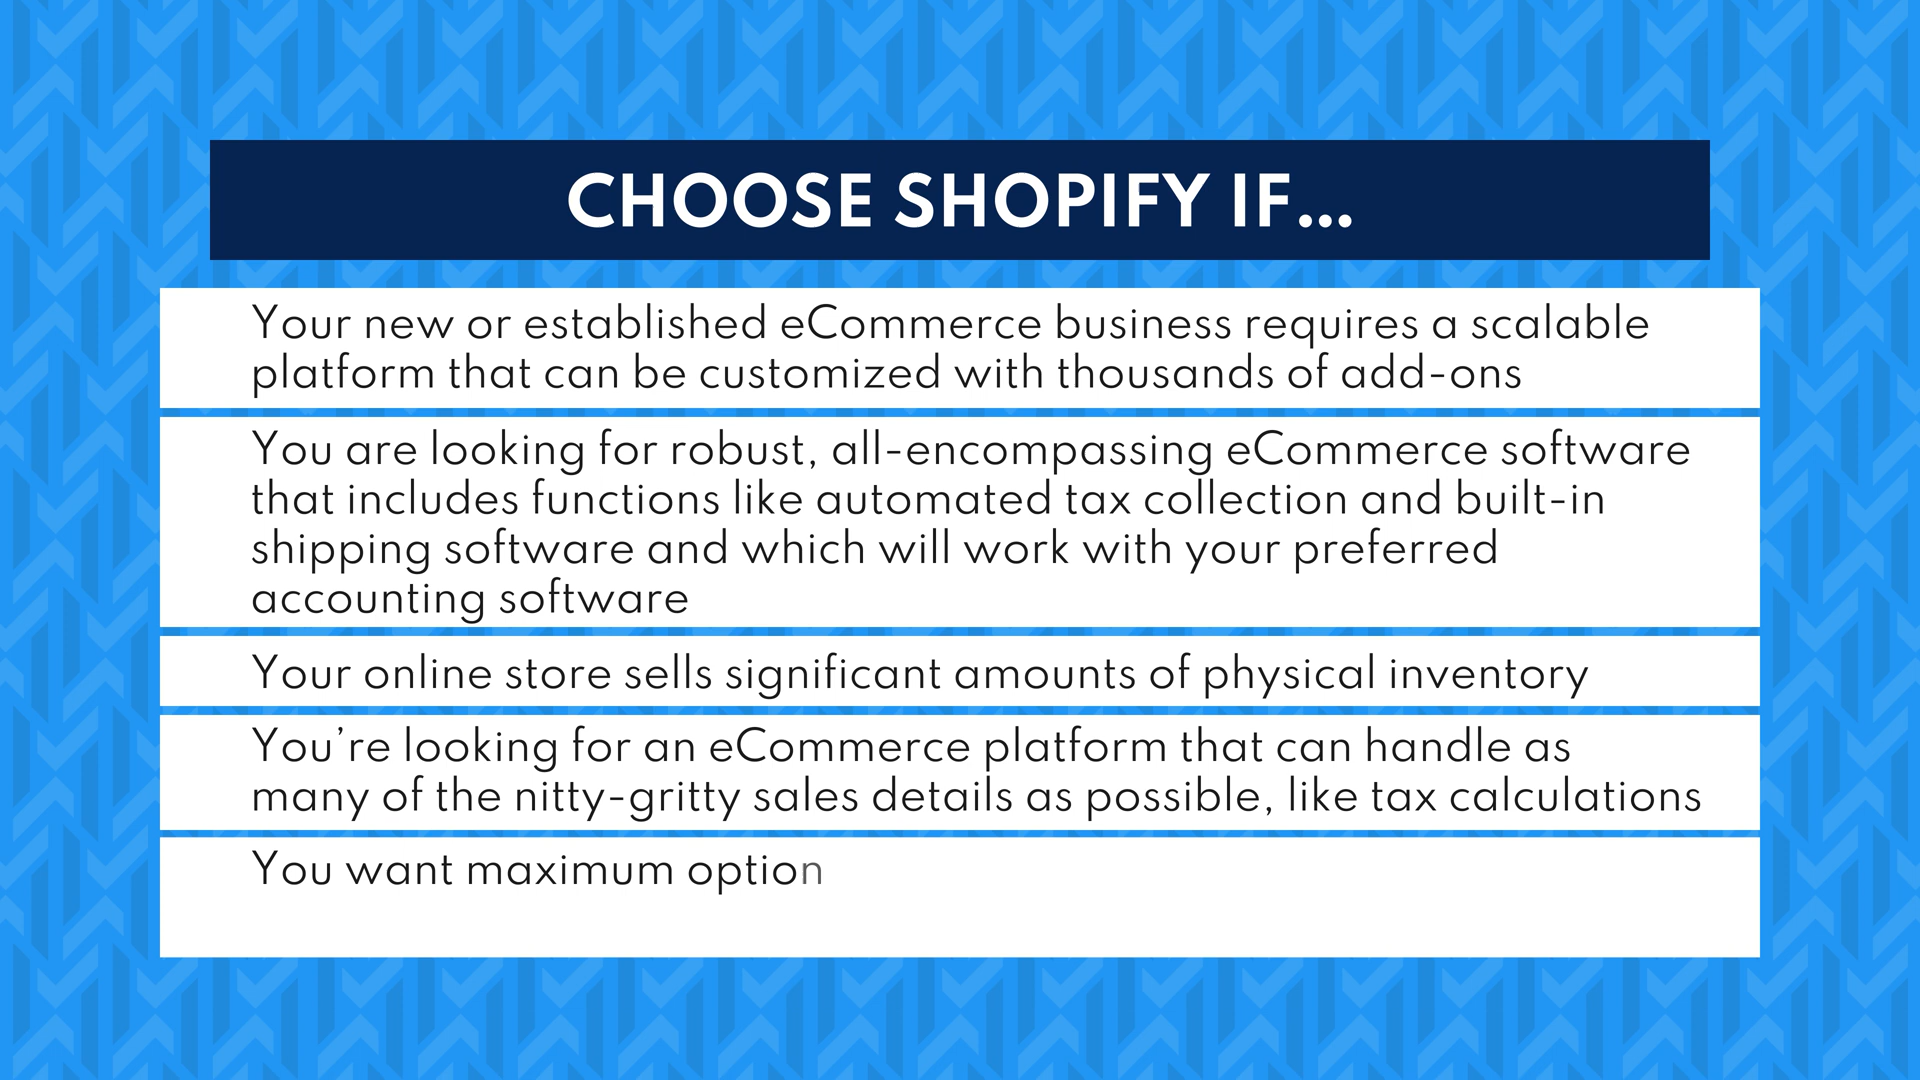 CHOOSE SHOPIFY IF...
Your new or established eCommerce business requires a scalable
platform that can be customized with thousands of add-ons
You are looking for robust, all-encompassing eCommerce software
that includes functions like automated tax collection and built-in
shipping software and which will work with your preferred
accounting software
Your online store sells significant amounts of physical inventory
You’re looking for an eCommerce platform that can handle as
many of the nitty-gritty sales details as possible, like tax calculations
You want maximum option